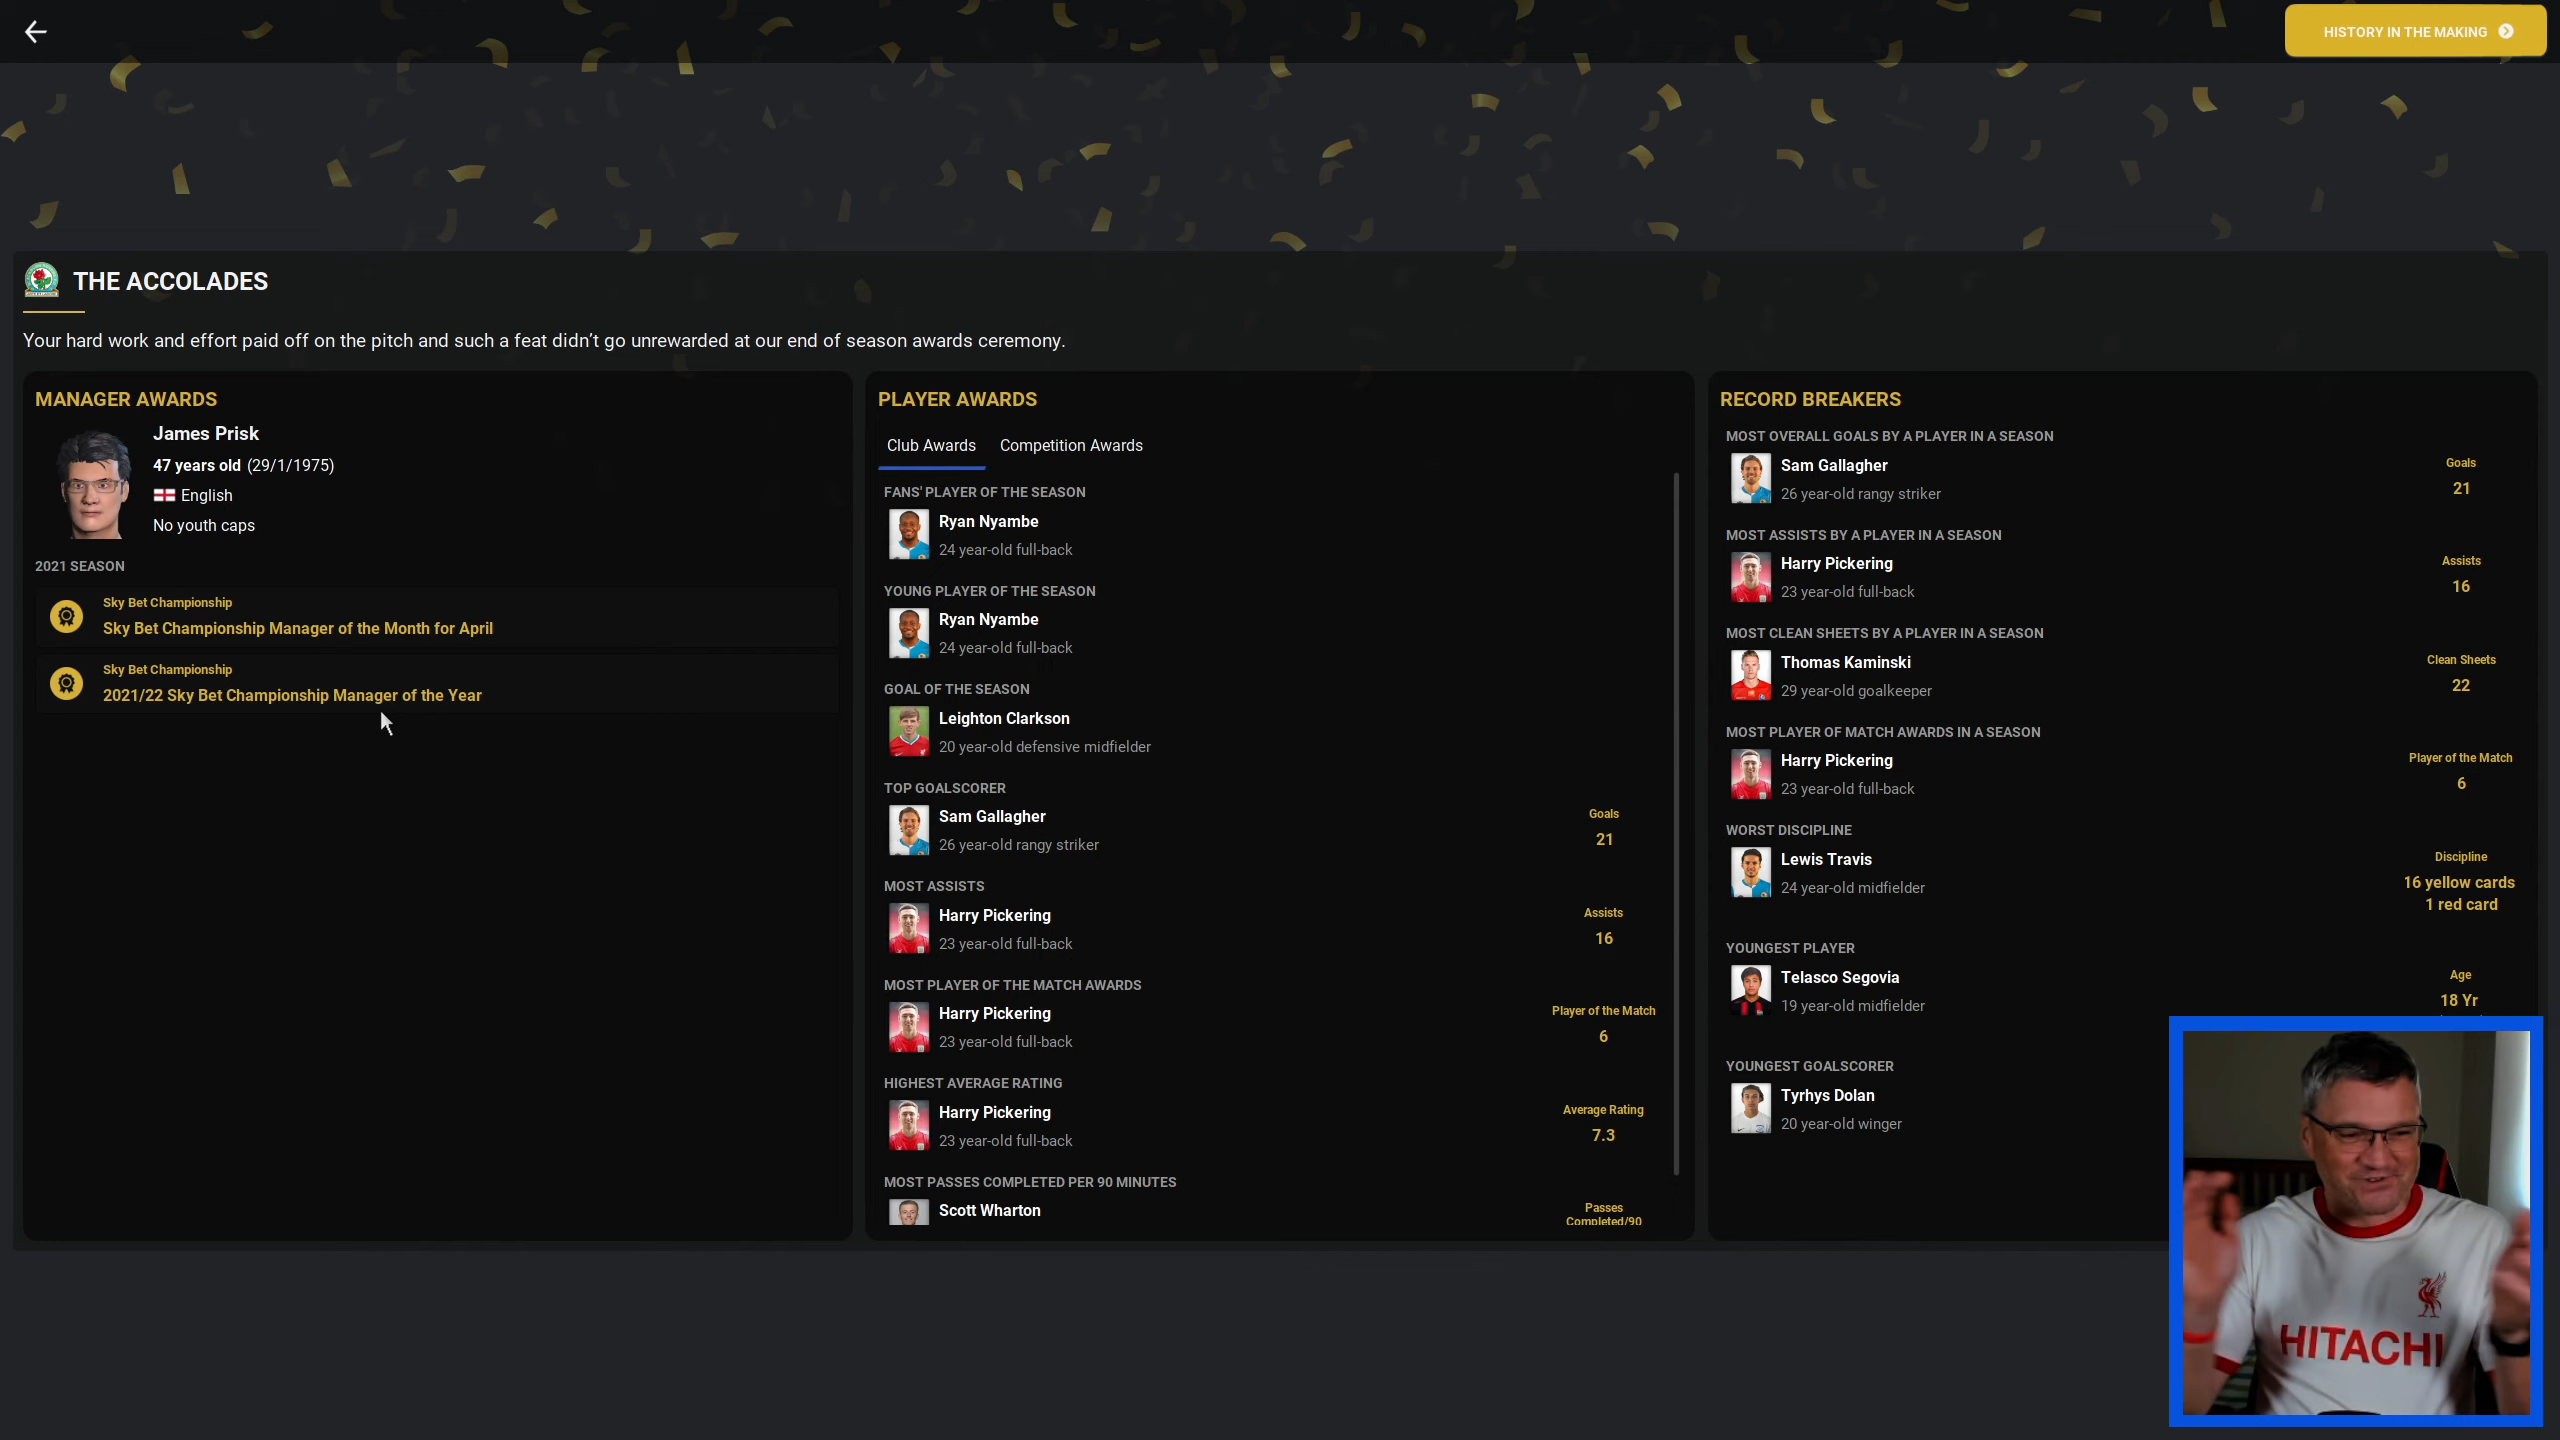 HISTORY IN THE MAKING
THE ACCOLADES
Your hard work and effort paid off on the pitch and such a feat didn’t go unrewarded at our end of season awards ceremony.
MANAGER AWARDS
James Prisk
47 years old (29/1/1975)
English
No youth caps
2021 SEASON
Sky Bet Championship
Sky Bet Championship Manager of the Month for April
Sky Bet Championship
2021/22 Sky Bet Championship Manager of the Year
PLAYER AWARDS
Club Awards Competition Awards
FANS' PLAYER OF THE SEASON
Ryan Nyambe
24 year-old full-back
YOUNG PLAYER OF THE SEASON
Ryan Nyambe
24 year-old full-back
GOAL OF THE SEASON
Leighton Clarkson
20 year-old defensive midfielder
TOP GOALSCORER
Sam Gallagher
26 year-old rangy striker
Goals
21
MOST ASSISTS
Harry Pickering
23 year-old full-back
Assists
16
MOST PLAYER OF THE MATCH AWARDS
Harry Pickering
23 year-old full-back
Player of the Match
6
HIGHEST AVERAGE RATING
Harry Pickering
23 year-old full-back
Average Rating
7.3
MOST PASSES COMPLETED PER 90 MINUTES
Scott Wharton
Passes
Completed/90
RECORD BREAKERS
MOST OVERALL GOALS BY A PLAYER IN A SEASON
Sam Gallagher
26 year-old rangy striker
Goals
21
MOST ASSISTS BY A PLAYER IN A SEASON
Harry Pickering
23 year-old full-back
Assists
16
MOST CLEAN SHEETS BY A PLAYER IN A SEASON
Thomas Kaminski
29 year-old goalkeeper
Clean Sheets
22
MOST PLAYER OF MATCH AWARDS IN A SEASON
Harry Pickering
23 year-old full-back
Player of the Match
6
WORST DISCIPLINE
Lewis Travis
24 year-old midfielder
Discipline
16 yellow cards
1 red card
YOUNGEST PLAYER
Telasco Segovia
19 year-old midfielder
Age
18 Yr
YOUNGEST GOALSCORER
Tyrhys Dolan
20 year-old winger
HITACHI